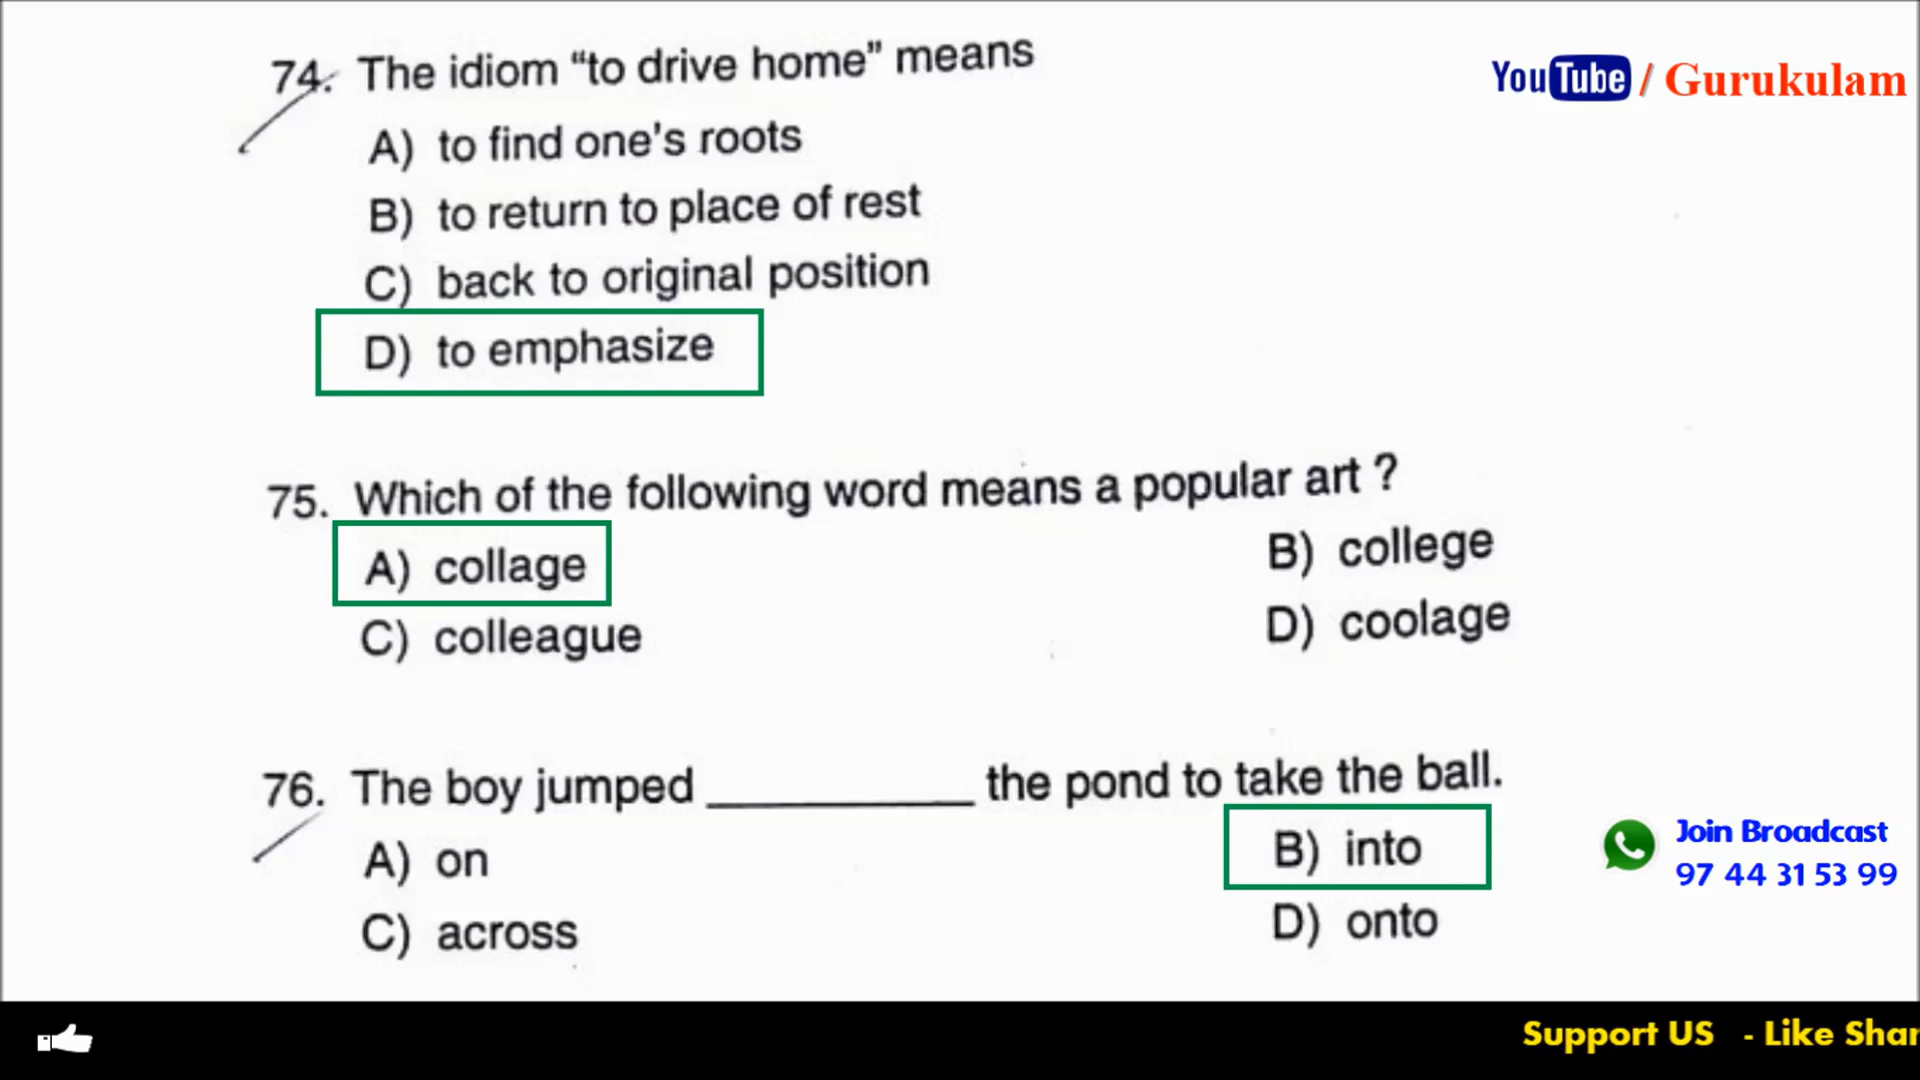 74. The idiom “to drive home” means
YouTube / Gurukulam
A) to find one's roots
B) to return to place of rest
C) back to original position
D) to emphasize
75. Which of the following word means a popular art ?
A) collage B) college
C) colleague D) coolage
76. The boy jumped __________ the pond to take the ball.
A) on B) into
C) across D) onto
Join Broadcast
97 44 31 53 99
Support US - Like Shar